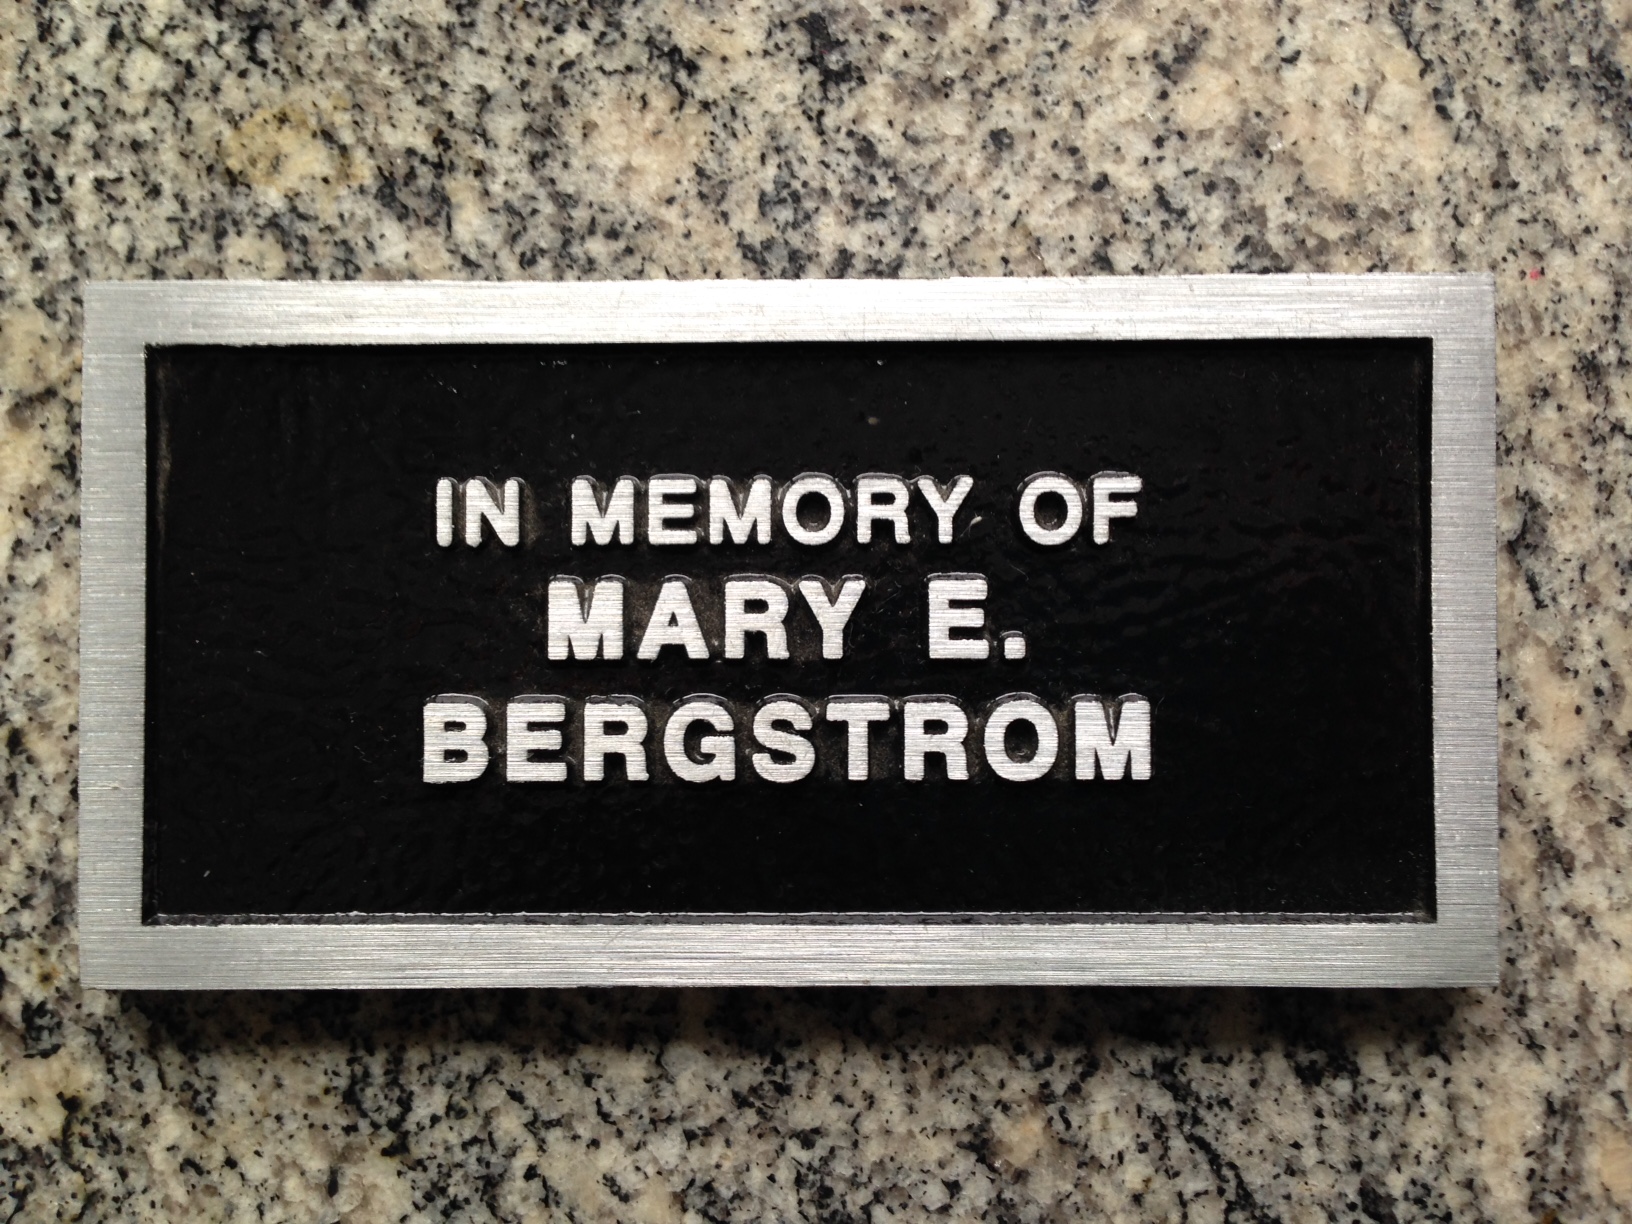 IN MEMORY OF
MARY E.
BERGSTROM